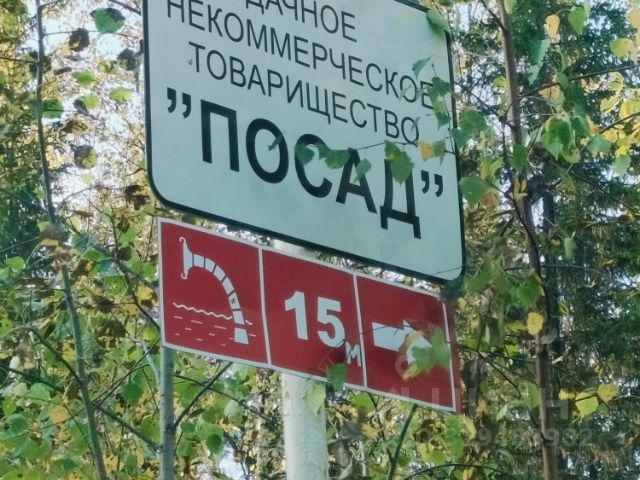 ДАЧНОЕ
НЕКОММЕРЧЕСКОЕ
ТОВАРИЩЕСТВО
"ПОСАД"
15 м